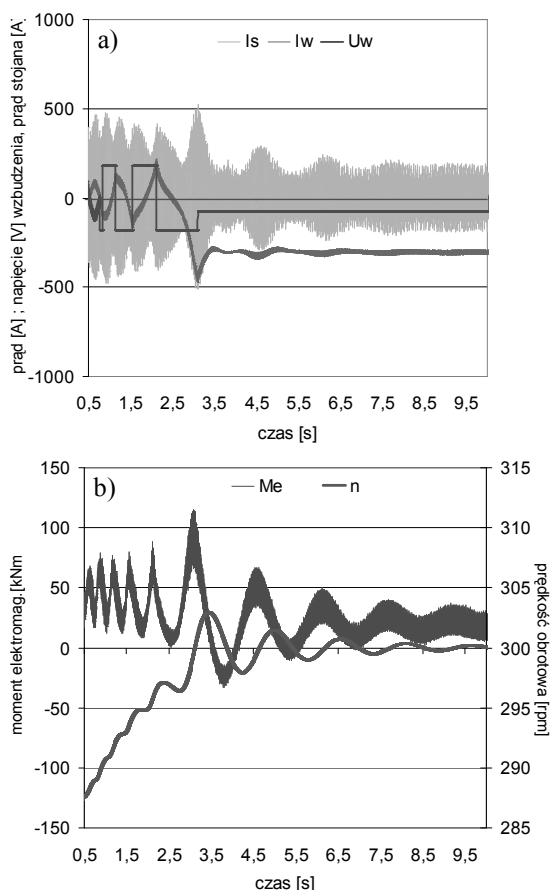 1000
a)
Is Iw Uw
500
0
-500
-1000
prąd [A] ; napięcie [V] wzbudzenia, prąd stojana [A]
0,5 1,5 2,5 3,5 4,5 5,5 6,5 7,5 8,5 9,5
czas [s]
150 315
b)
Me n
100 310
50 305
0 300
-50 295
-100 290
-150 285
moment elektromag.[kNm
prędkość obrotowa [rpm]
0,5 1,5 2,5 3,5 4,5 5,5 6,5 7,5 8,5 9,5
czas [s]